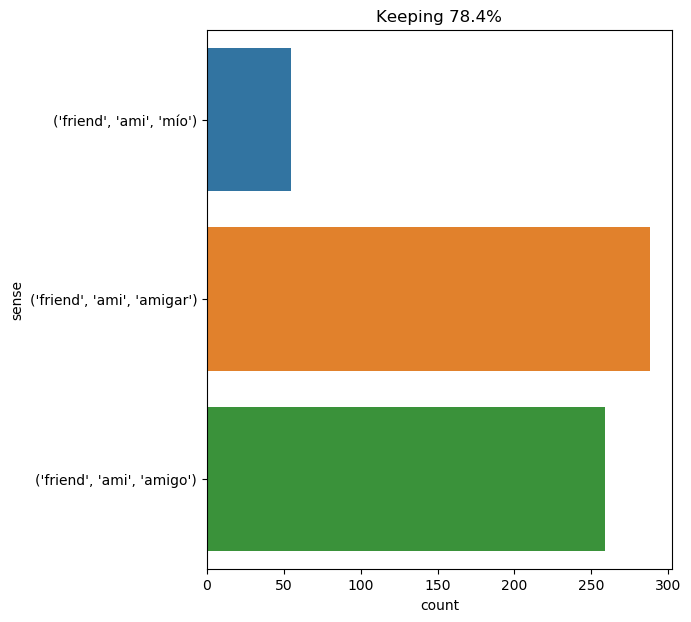 Keeping 78.4%
('friend', 'ami', 'mío')
('friend', 'ami', 'amigar')
('friend', 'ami', 'amigo')
sense
0 50 100 150 200 250 300
count